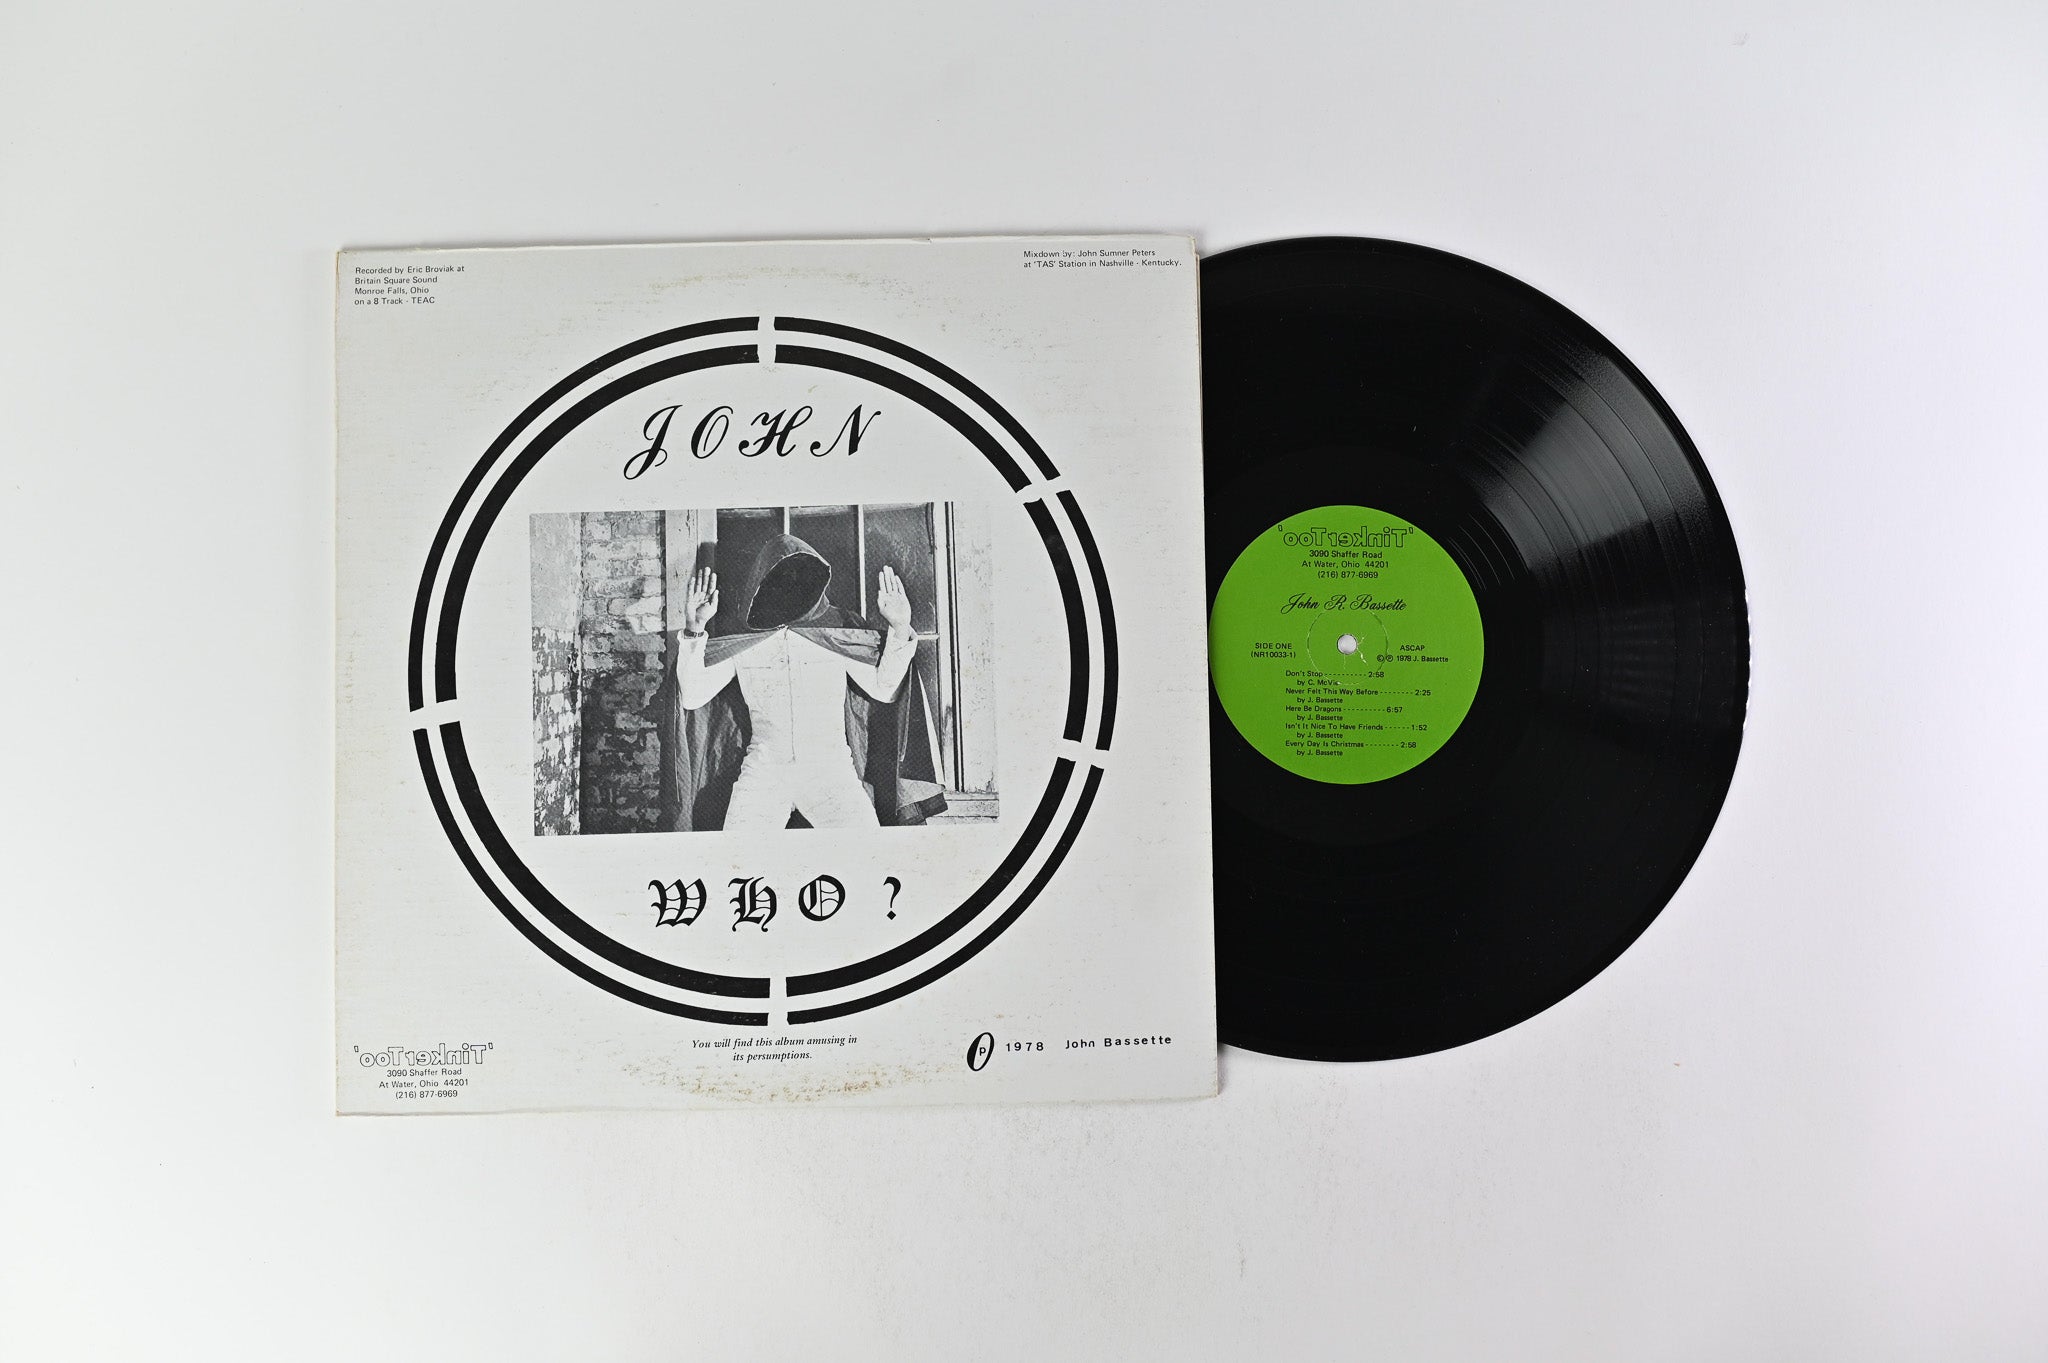 Recorded by Eric Broviak at
Britain Square Sound
Monroe Falls, Ohio
on a 8 Track - TEAC
Mixdown by: John Sumner Peters
at 'TAS' Station in Nashville - Kentucky.
JOHN
WHO ?
You will find this album amusing in
its persumptions.
'TinkerToo'
3090 Shaffer Road
At Water, Ohio 44201
(216) 877-6969
℗ 1978 John Bassette
'TinkerToo'
3090 Shaffer Road
At Water, Ohio 44201
(216) 877-6969
John R. Bassette
SIDE ONE
(NR10033-1)
ASCAP
© ℗ 1978 J. Bassette
Don't Stop - - - - - - - - - - - 2:58
by C. McVie
Never Felt This Way Before - - - - - - - - 2:25
by J. Bassette
Here Be Dragons - - - - - - - - - - - 6:57
by J. Bassette
Isn't It Nice To Have Friends - - - - - - 1:52
by J. Bassette
Every Day Is Christmas - - - - - - - - 2:58
by J. Bassette